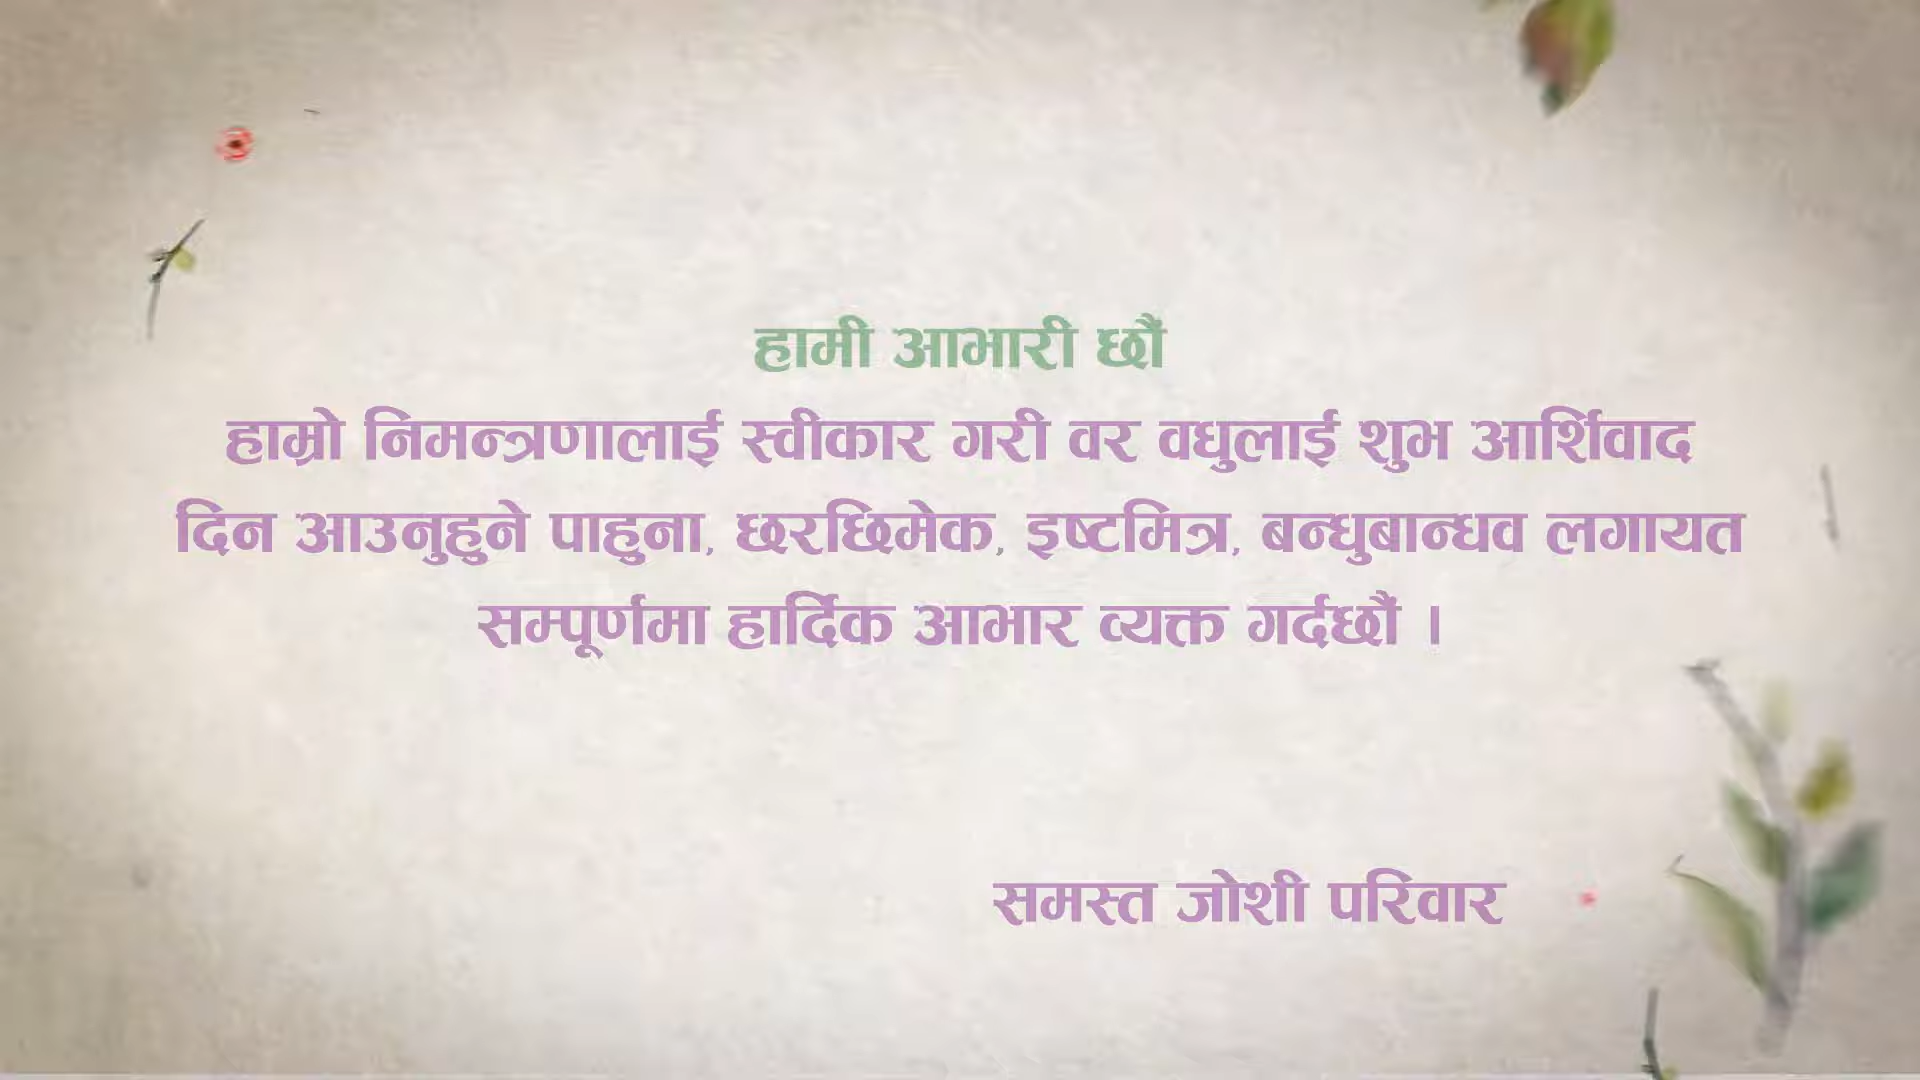 हामी आभारी छौं
हाम्रो निमन्त्रणालाई स्वीकार गरी वर वधुलाई शुभ आर्शिवाद
दिन आउनुहुने पाहुना, छरछिमेक, इष्टमित्र, बन्धुबान्धव लगायत
सम्पूर्णमा हार्दिक आभार व्यक्त गर्दछौं ।
समस्त जोशी परिवार